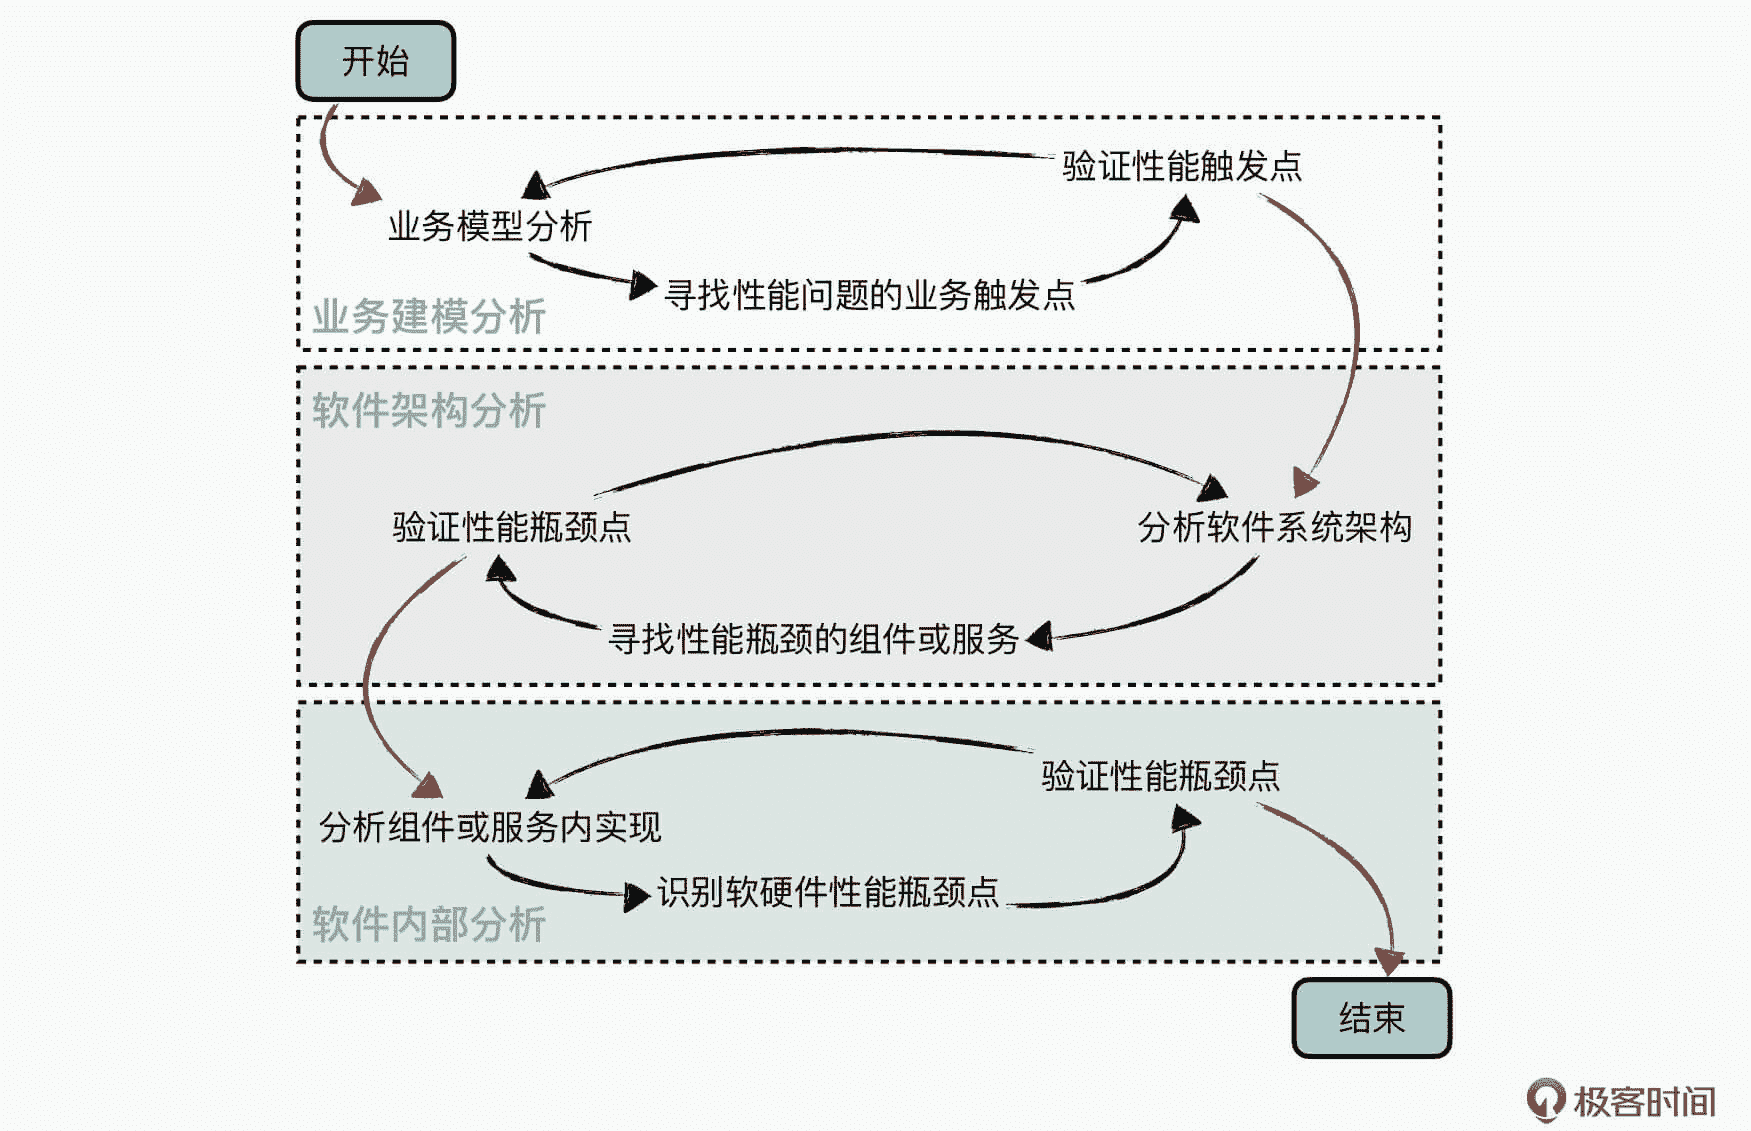 开始
验证性能触发点
业务模型分析
寻找性能问题的业务触发点
业务建模分析
软件架构分析
验证性能瓶颈点
分析软件系统架构
寻找性能瓶颈的组件或服务
验证性能瓶颈点
分析组件或服务内实现
识别软硬件性能瓶颈点
软件内部分析
结束
极客时间